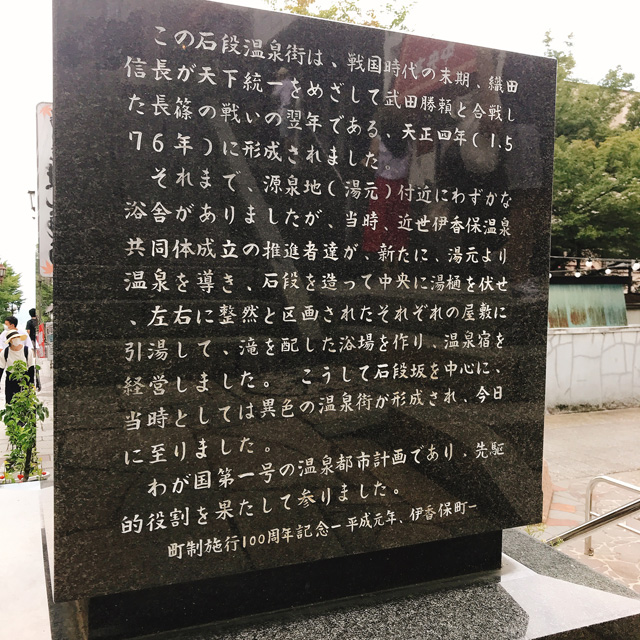 この石段温泉街は、戦国時代の末期、織田
信長が天下統一をめざして武田勝頼と合戦し
た長篠の戦いの翌年である、天正四年(1.5
76年)に形成されました。
それまで、源泉地(湯元)付近にわずかな
浴舎がありましたが、当時、近世伊香保温泉
共同体成立の推進者達が、新たに、湯元より
温泉を導き、石段を造って中央に湯樋を伏せ
、左右に整然と区画されたそれぞれの屋敷に
引湯して、滝を配した浴場を作り、温泉宿を
経営しました。 こうして石段坂を中心に、
当時としては異色の温泉街が形成され、今日
に至りました。
わが国第一号の温泉都市計画であり、先駆
的役割を果たして参りました。
町制施行100周年記念ー平成元年、伊香保町ー